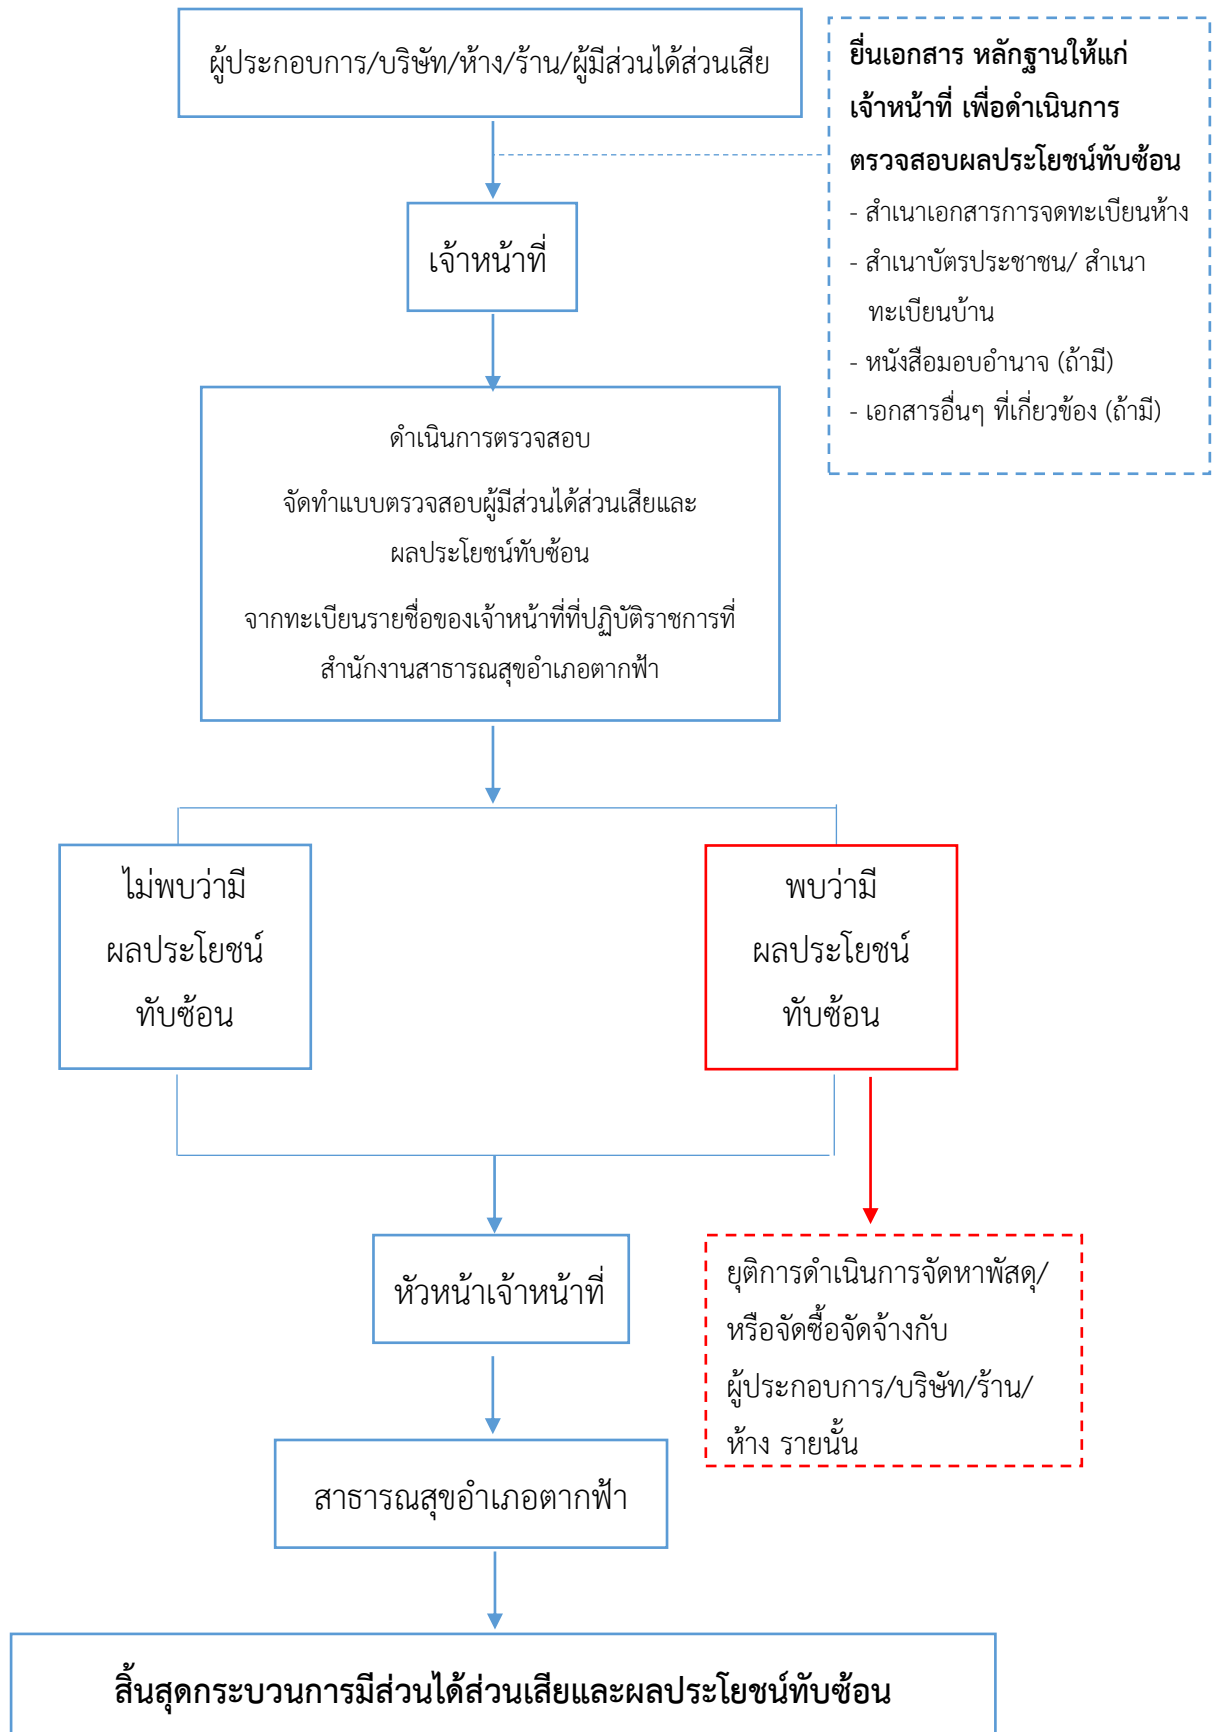 ผู้ประกอบการ/บริษัท/ห้าง/ร้าน/ผู้มีส่วนได้ส่วนเสีย
ยื่นเอกสาร หลักฐานให้แก่
เจ้าหน้าที่ เพื่อดำเนินการ
ตรวจสอบผลประโยชน์ทับซ้อน
- สำเนาเอกสารการจดทะเบียนห้าง
- สำเนาบัตรประชาชน/ สำเนา
ทะเบียนบ้าน
- หนังสือมอบอำนาจ (ถ้ามี)
- เอกสารอื่นๆ ที่เกี่ยวข้อง (ถ้ามี)
เจ้าหน้าที่
ดำเนินการตรวจสอบ
จัดทำแบบตรวจสอบผู้มีส่วนได้ส่วนเสียและ
ผลประโยชน์ทับซ้อน
จากทะเบียนรายชื่อของเจ้าหน้าที่ที่ปฏิบัติราชการที่
สำนักงานสาธารณสุขอำเภอตากฟ้า
ไม่พบว่ามี
ผลประโยชน์
ทับซ้อน
พบว่ามี
ผลประโยชน์
ทับซ้อน
หัวหน้าเจ้าหน้าที่
ยุติการดำเนินการจัดหาพัสดุ/
หรือจัดซื้อจัดจ้างกับ
ผู้ประกอบการ/บริษัท/ร้าน/
ห้าง รายนั้น
สาธารณสุขอำเภอตากฟ้า
สิ้นสุดกระบวนการมีส่วนได้ส่วนเสียและผลประโยชน์ทับซ้อน